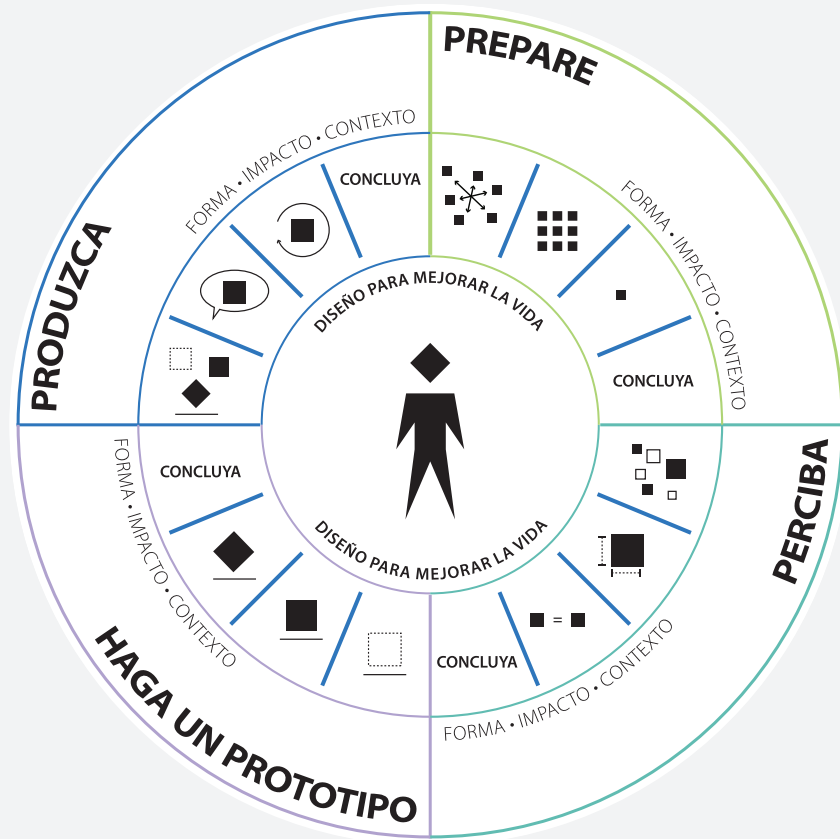 PREPARE
FORMA • IMPACTO • CONTEXTO
CONCLUYA
PERCIBA
=
FORMA • IMPACTO • CONTEXTO
CONCLUYA
HAGA UN PROTOTIPO
FORMA • IMPACTO • CONTEXTO
CONCLUYA
PRODUZCA
FORMA • IMPACTO • CONTEXTO
CONCLUYA
DISEÑO PARA MEJORAR LA VIDA
DISEÑO PARA MEJORAR LA VIDA